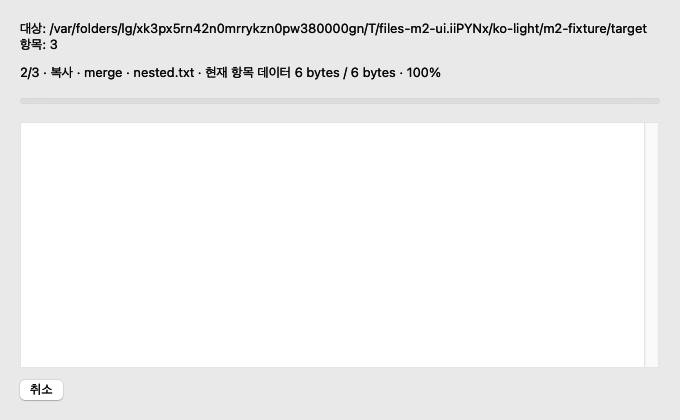 대상: /var/folders/lg/xk3px5rn42n0mrrykzn0pw380000gn/T/files-m2-ui.iiPYNx/ko-light/m2-fixture/target
항목: 3
2/3 · 복사 · merge · nested.txt · 현재 항목 데이터 6 bytes / 6 bytes · 100%
취소